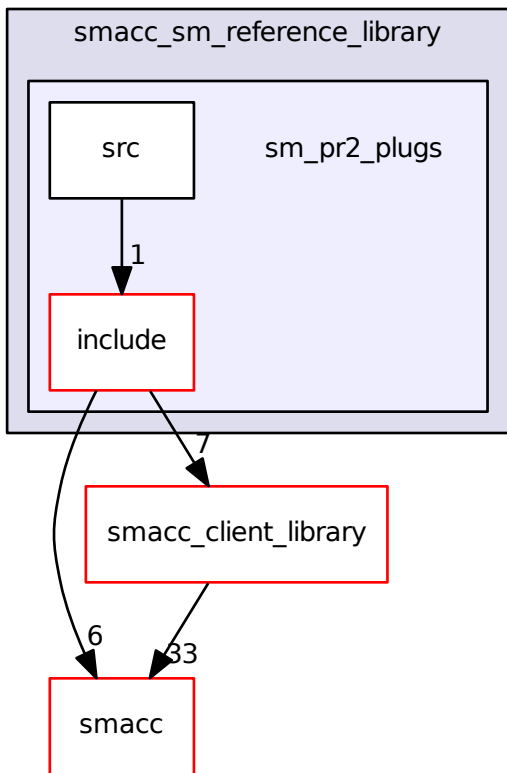 smacc_sm_reference_library
src
sm_pr2_plugs
1
include
7
smacc_client_library
6
33
smacc